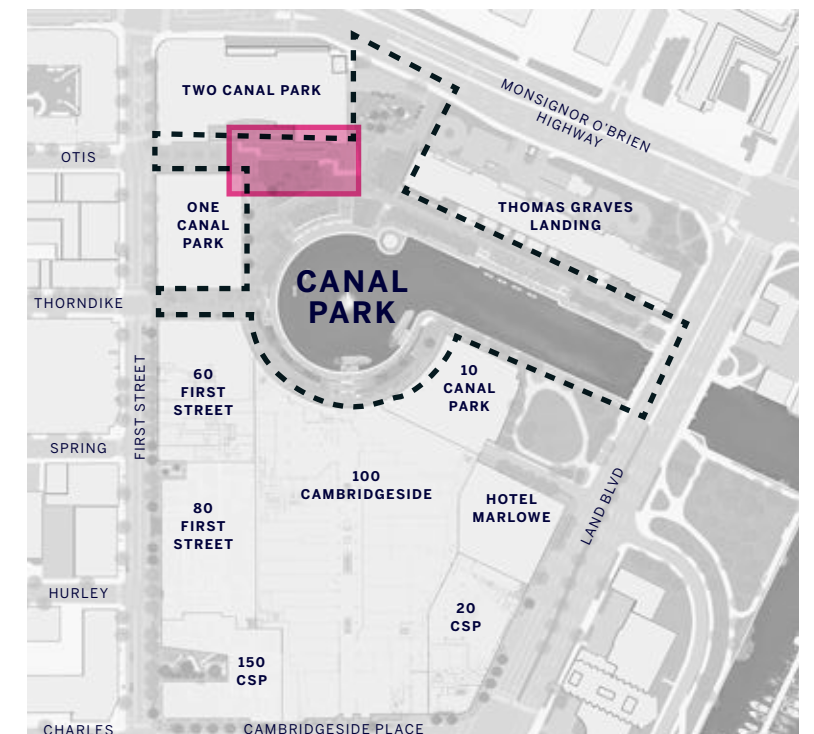 TWO CANAL PARK
MONSIGNOR O'BRIEN
HIGHWAY
OTIS
ONE
CANAL
PARK
THOMAS GRAVES
LANDING
CANAL
PARK
THORNDIKE
FIRST STREET
60
FIRST
STREET
10
CANAL
PARK
SPRING
100
CAMBRIDGESIDE
HOTEL
MARLOWE
LAND BLVD
80
FIRST
STREET
HURLEY
20
CSP
150
CSP
CHARLES
CAMBRIDGESIDE PLACE